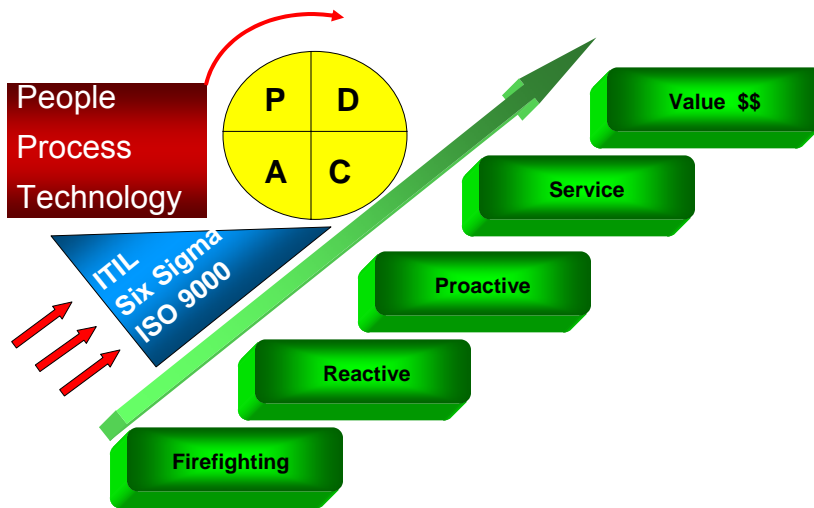 People
Process
Technology
P D
A C
ITIL
Six Sigma
ISO 9000
Value $$
Service
Proactive
Reactive
Firefighting